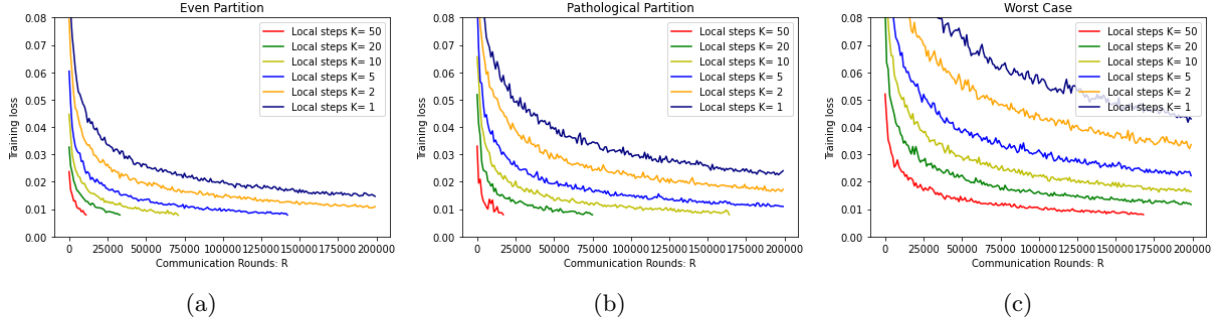 Even Partition
Training loss
0.08
0.07
0.06
0.05
0.04
0.03
0.02
0.01
0.00
Local steps K= 50
Local steps K= 20
Local steps K= 10
Local steps K= 5
Local steps K= 2
Local steps K= 1
0 25000 50000 75000 100000 125000 150000 175000 200000
Communication Rounds: R
(a)
Pathological Partition
Training loss
0.08
0.07
0.06
0.05
0.04
0.03
0.02
0.01
0.00
Local steps K= 50
Local steps K= 20
Local steps K= 10
Local steps K= 5
Local steps K= 2
Local steps K= 1
0 25000 50000 75000 100000 125000 150000 175000 200000
Communication Rounds: R
(b)
Worst Case
Training loss
0.08
0.07
0.06
0.05
0.04
0.03
0.02
0.01
0.00
Local steps K= 50
Local steps K= 20
Local steps K= 10
Local steps K= 5
Local steps K= 2
Local steps K= 1
0 25000 50000 75000 100000 125000 150000 175000 200000
Communication Rounds: R
(c)